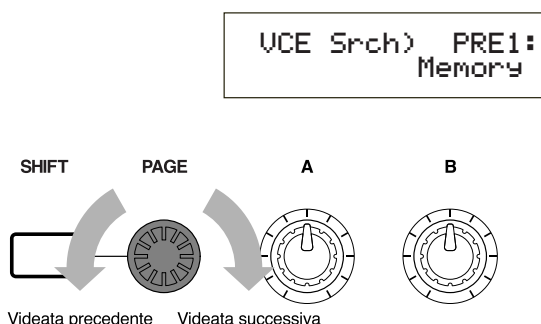 VCE Srch) PRE1:
Memory
SHIFT PAGE A B
Videata precedente Videata successiva